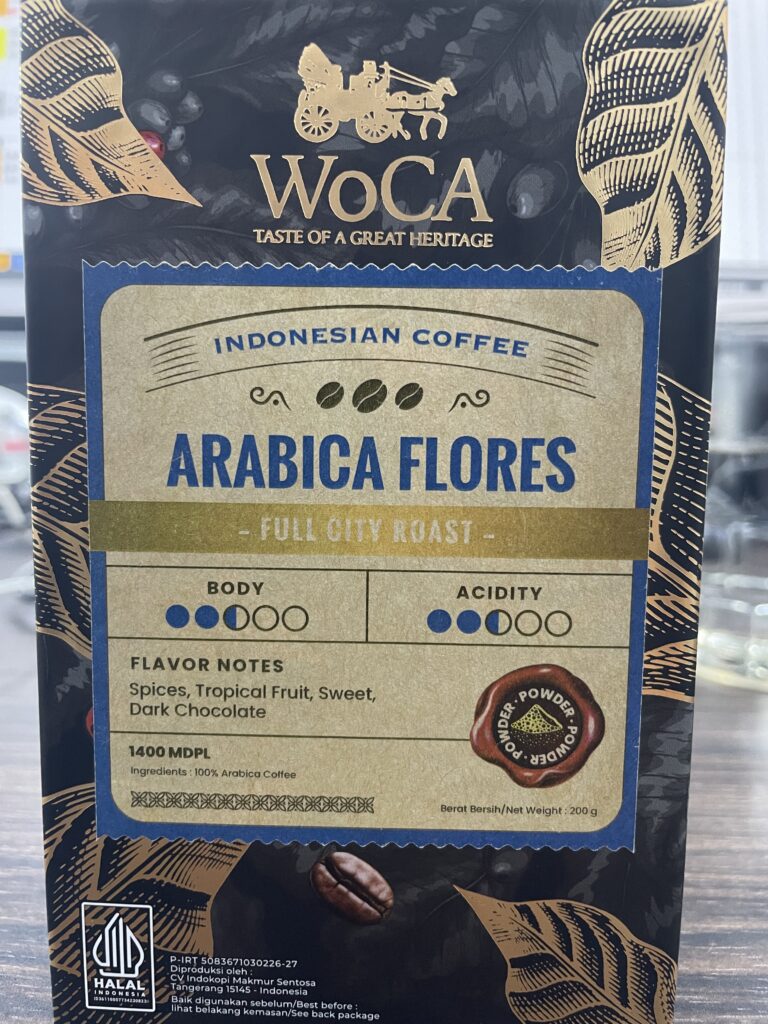 WoCA
TASTE OF A GREAT HERITAGE
INDONESIAN COFFEE
ARABICA FLORES
- FULL CITY ROAST -
BODY
ACIDITY
FLAVOR NOTES
Spices, Tropical Fruit, Sweet,
Dark Chocolate
POWDER · POWDER · POWDER ·
1400 MDPL
Ingredients : 100% Arabica Coffee
Berat Bersih/Net Weight : 200 g
HALAL
INDONESIA
P-IRT 5083671030226-27
Diproduksi oleh :
CV Indokopi Makmur Sentosa
Tangerang 15145 - Indonesia
Baik digunakan sebelum/Best before :
lihat belakang kemasan/See back package